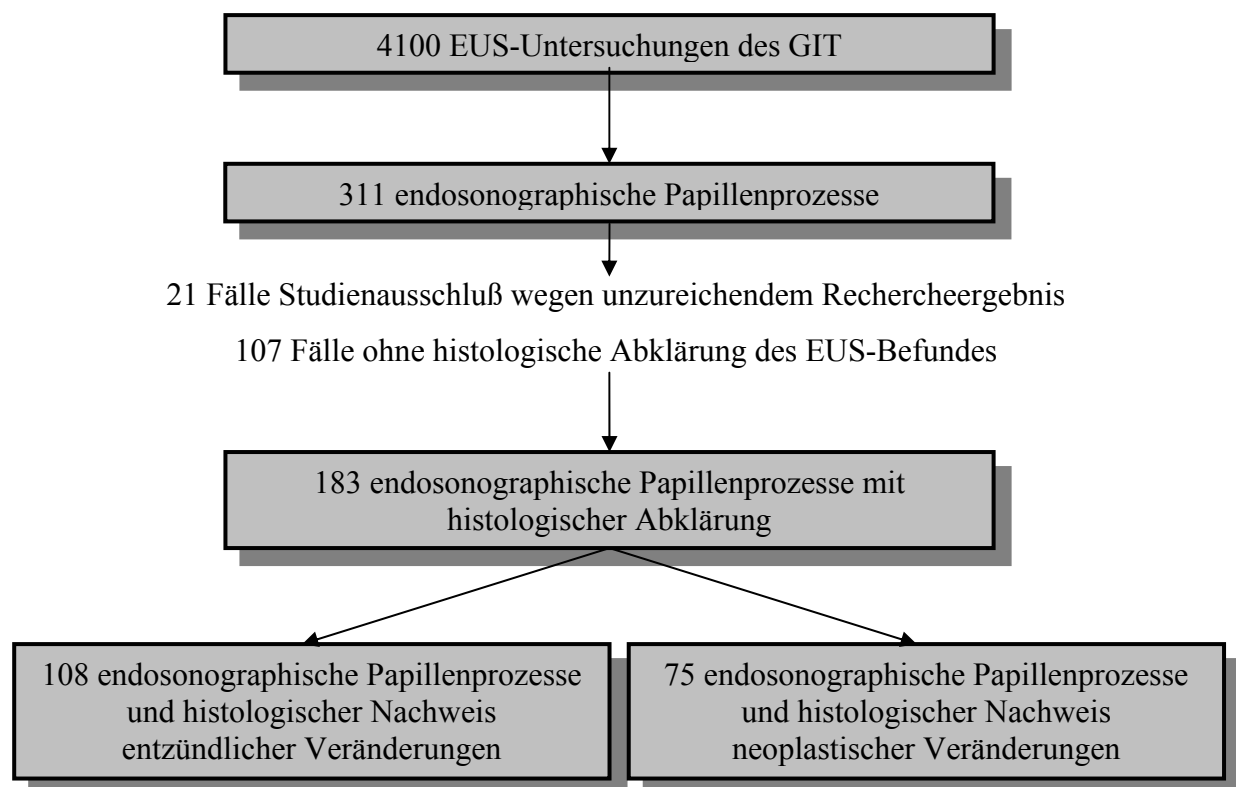 4100 EUS-Untersuchungen des GIT
311 endosonographische Papillenprozesse
21 Fälle Studienausschluß wegen unzureichendem Rechercheergebnis
107 Fälle ohne histologische Abklärung des EUS-Befundes
183 endosonographische Papillenprozesse mit
histologischer Abklärung
108 endosonographische Papillenprozesse
und histologischer Nachweis
entzündlicher Veränderungen
75 endosonographische Papillenprozesse
und histologischer Nachweis
neoplastischer Veränderungen